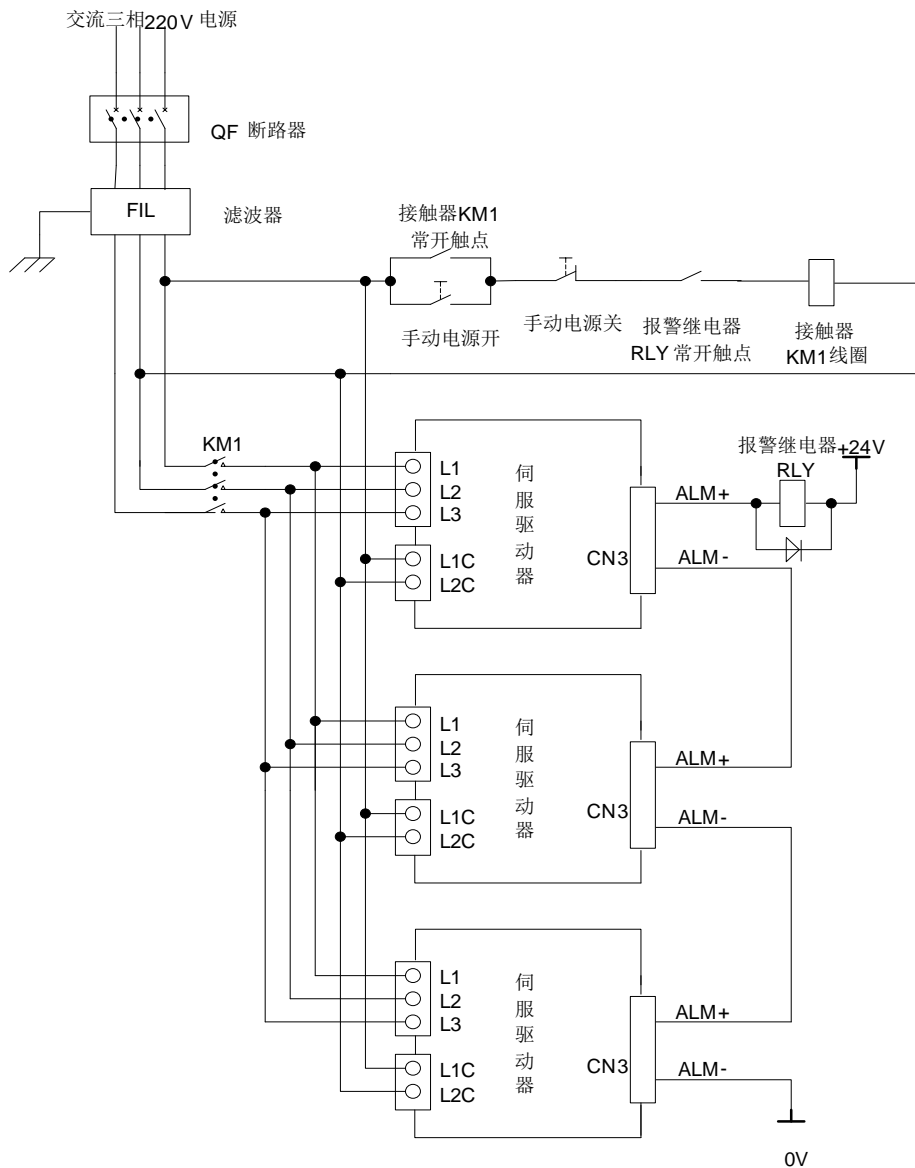 交流三相220V 电源
QF 断路器
FIL
滤波器
接触器KM1
常开触点
手动电源开
手动电源关
报警继电器
RLY 常开触点
接触器
KM1线圈
KM1
L1
L2
L3
L1C
L2C
伺服驱动器
CN3
ALM+
ALM-
报警继电器
RLY
+24V
L1
L2
L3
L1C
L2C
伺服驱动器
CN3
ALM+
ALM-
L1
L2
L3
L1C
L2C
伺服驱动器
CN3
ALM+
ALM-
0V